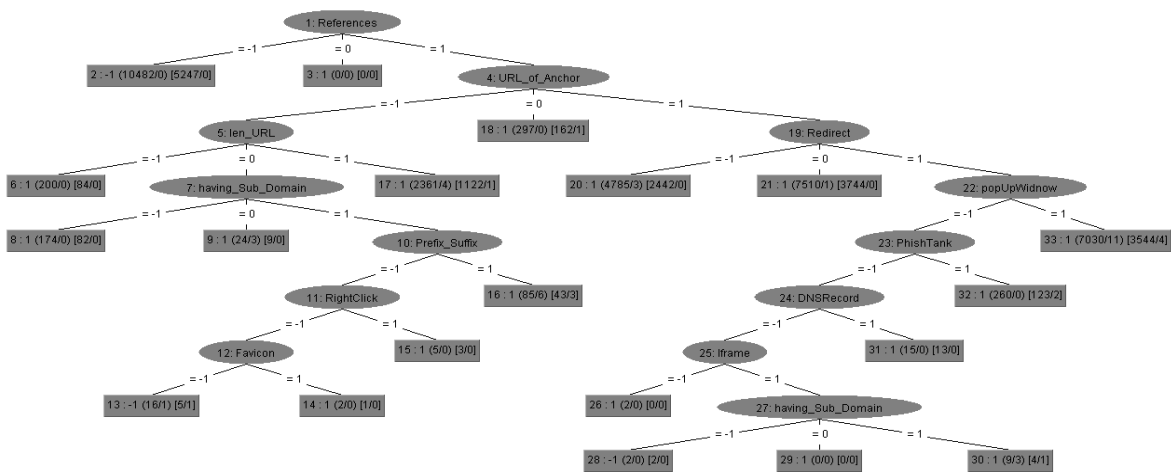 1: References
= -1
= 0
= 1
2 : -1 (10482/0) [5247/0]
3 : 1 (0/0) [0/0]
4: URL_of_Anchor
= -1
= 0
= 1
5: len_URL
18 : 1 (297/0) [162/1]
19: Redirect
= -1
= 0
= 1
= -1
= 0
= 1
6 : 1 (200/0) [84/0]
7: having_Sub_Domain
17 : 1 (2361/4) [1122/1]
20 : 1 (4785/3) [2442/0]
21 : 1 (7510/1) [3744/0]
22: popUpWidnow
= -1
= 0
= 1
= -1
= 1
8 : 1 (174/0) [82/0]
9 : 1 (24/3) [9/0]
10: Prefix_Suffix
23: PhishTank
33 : 1 (7030/11) [3544/4]
= -1
= 1
= -1
= 1
11: RightClick
16 : 1 (85/6) [43/3]
24: DNSRecord
32 : 1 (260/0) [123/2]
= -1
= 1
= -1
= 1
12: Favicon
15 : 1 (5/0) [3/0]
25: Iframe
31 : 1 (15/0) [13/0]
= -1
= 1
= -1
= 1
13 : -1 (16/1) [5/1]
14 : 1 (2/0) [1/0]
26 : 1 (2/0) [0/0]
27: having_Sub_Domain
= -1
= 0
= 1
28 : -1 (2/0) [2/0]
29 : 1 (0/0) [0/0]
30 : 1 (9/3) [4/1]